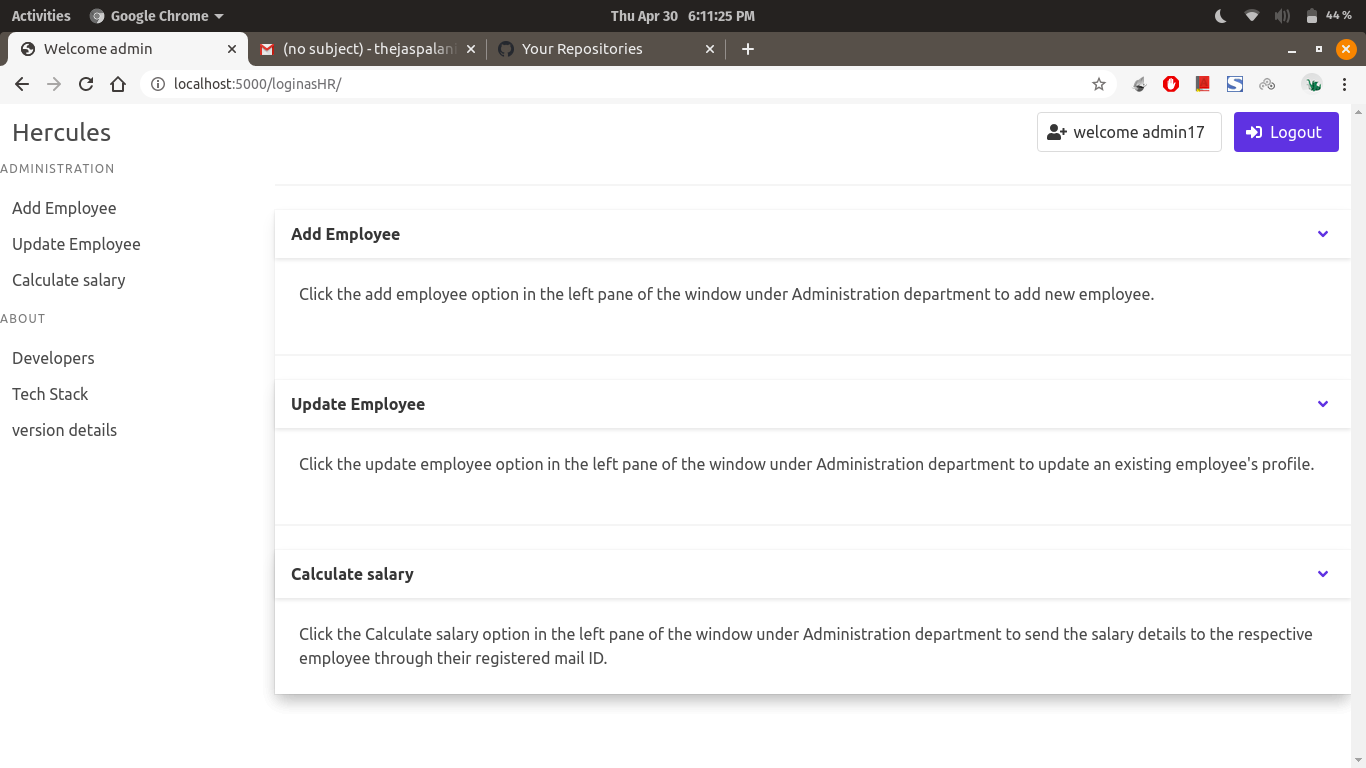 Activities Google Chrome Thu Apr 30 6:11:25 PM 44 %
Welcome admin (no subject) - thejaspalani Your Repositories
localhost:5000/loginasHR/
Hercules welcome admin17 Logout
ADMINISTRATION
Add Employee
Update Employee
Calculate salary
ABOUT
Developers
Tech Stack
version details
Add Employee
Click the add employee option in the left pane of the window under Administration department to add new employee.
Update Employee
Click the update employee option in the left pane of the window under Administration department to update an existing employee's profile.
Calculate salary
Click the Calculate salary option in the left pane of the window under Administration department to send the salary details to the respective
employee through their registered mail ID.